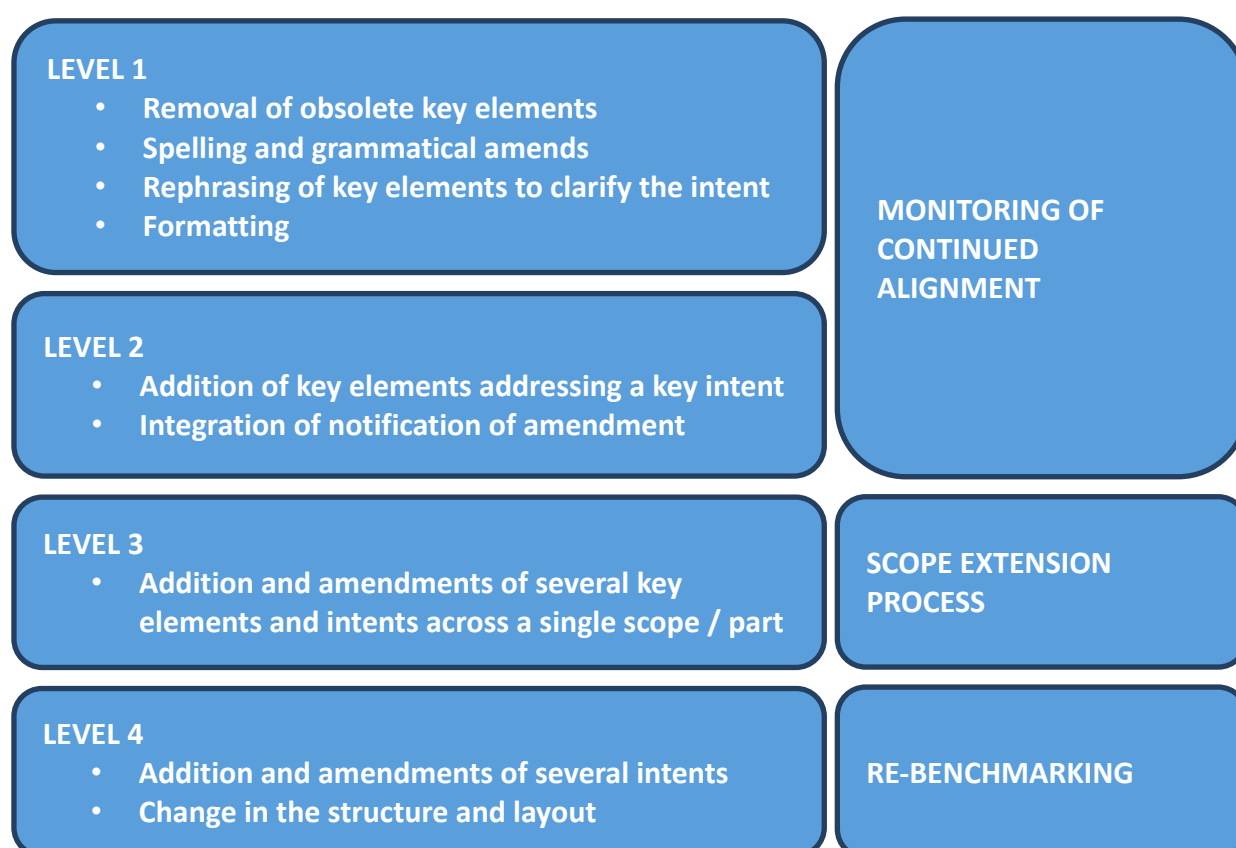 LEVEL 1
• Removal of obsolete key elements
• Spelling and grammatical amends
• Rephrasing of key elements to clarify the intent
• Formatting
MONITORING OF
CONTINUED
ALIGNMENT
LEVEL 2
• Addition of key elements addressing a key intent
• Integration of notification of amendment
LEVEL 3
• Addition and amendments of several key
elements and intents across a single scope / part
SCOPE EXTENSION
PROCESS
LEVEL 4
• Addition and amendments of several intents
• Change in the structure and layout
RE-BENCHMARKING